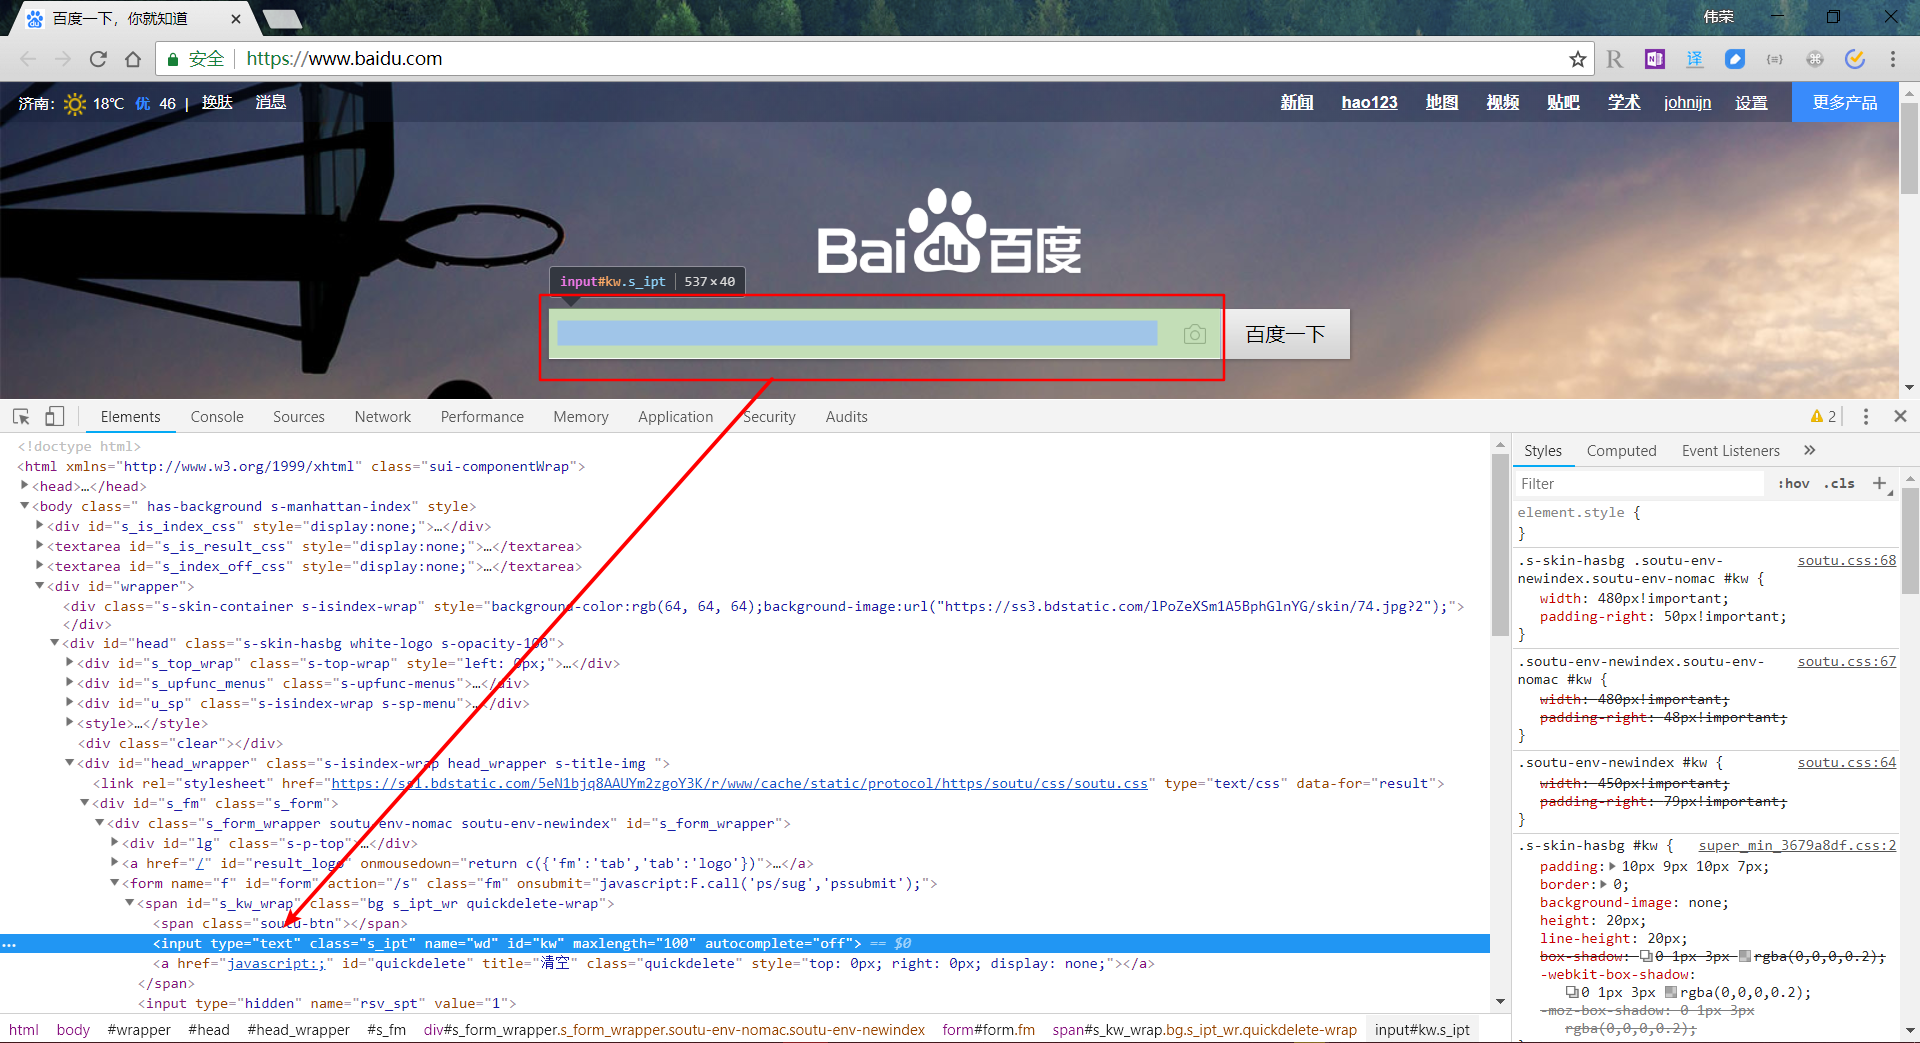 百度一下，你就知道
伟荣
安全 https://www.baidu.com
济南： 18℃ 优 46 | 换肤 消息
新闻 hao123 地图 视频 贴吧 学术 johnijn 设置 更多产品
Bai du 百度
input#kw.s_ipt 537×40
百度一下
Elements Console Sources Network Performance Memory Application Security Audits 2
<!doctype html>
<html xmlns="http://www.w3.org/1999/xhtml" class="sui-componentWrap">
<head>…</head>
<body class=" has-background s-manhattan-index" style>
<div id="s_is_index_css" style="display:none;">…</div>
<textarea id="s_is_result_css" style="display:none;">…</textarea>
<textarea id="s_index_off_css" style="display:none;">…</textarea>
<div id="wrapper">
<div class="s-skin-container s-isindex-wrap" style="background-color:rgb(64, 64, 64);background-image:url("https://ss3.bdstatic.com/lPoZeXSm1A5BphGlnYG/skin/74.jpg?2");">
</div>
<div id="head" class="s-skin-hasbg white-logo s-opacity-100">
<div id="s_top_wrap" class="s-top-wrap" style="left: 0px;">…</div>
<div id="s_upfunc_menus" class="s-upfunc-menus">…</div>
<div id="u_sp" class="s-isindex-wrap s-sp-menu">…</div>
<style>…</style>
<div class="clear"></div>
<div id="head_wrapper" class="s-isindex-wrap head_wrapper s-title-img ">
<link rel="stylesheet" href="https://ss1.bdstatic.com/5eN1bjq8AAUYm2zgoY3K/r/www/cache/static/protocol/https/soutu/css/soutu.css" type="text/css" data-for="result">
<div id="s_fm" class="s_form">
<div class="s_form_wrapper soutu-env-nomac soutu-env-newindex" id="s_form_wrapper">
<div id="lg" class="s-p-top">…</div>
<a href="/" id="result_logo" onmousedown="return c({'fm':'tab','tab':'logo'})">…</a>
<form name="f" id="form" action="/s" class="fm" onsubmit="javascript:F.call('ps/sug','pssubmit');">
<span id="s_kw_wrap" class="bg s_ipt_wr quickdelete-wrap">
<span class="soutu-btn"></span>
… <input type="text" class="s_ipt" name="wd" id="kw" maxlength="100" autocomplete="off"> == $0
<a href="javascript:;" id="quickdelete" title="清空" class="quickdelete" style="top: 0px; right: 0px; display: none;"></a>
</span>
<input type="hidden" name="rsv_spt" value="1">
html body #wrapper #head #head_wrapper #s_fm div#s_form_wrapper.s_form_wrapper.soutu-env-nomac.soutu-env-newindex form#form.fm span#s_kw_wrap.bg.s_ipt_wr.quickdelete-wrap input#kw.s_ipt
Styles Computed Event Listeners »
Filter :hov .cls +
element.style {
}
.s-skin-hasbg .soutu-env- soutu.css:68
newindex.soutu-env-nomac #kw {
width: 480px!important;
padding-right: 50px!important;
}
.soutu-env-newindex.soutu-env- soutu.css:67
nomac #kw {
width: 480px!important;
padding-right: 48px!important;
}
.soutu-env-newindex #kw { soutu.css:64
width: 450px!important;
padding-right: 79px!important;
}
.s-skin-hasbg #kw { super_min_3679a8df.css:2
padding: 10px 9px 10px 7px;
border: 0;
background-image: none;
height: 20px;
line-height: 20px;
box-shadow: 0 1px 3px rgba(0,0,0,0.2);
-webkit-box-shadow:
0 1px 3px rgba(0,0,0,0.2);
-moz-box-shadow: 0 1px 3px
rgba(0,0,0,0.2);